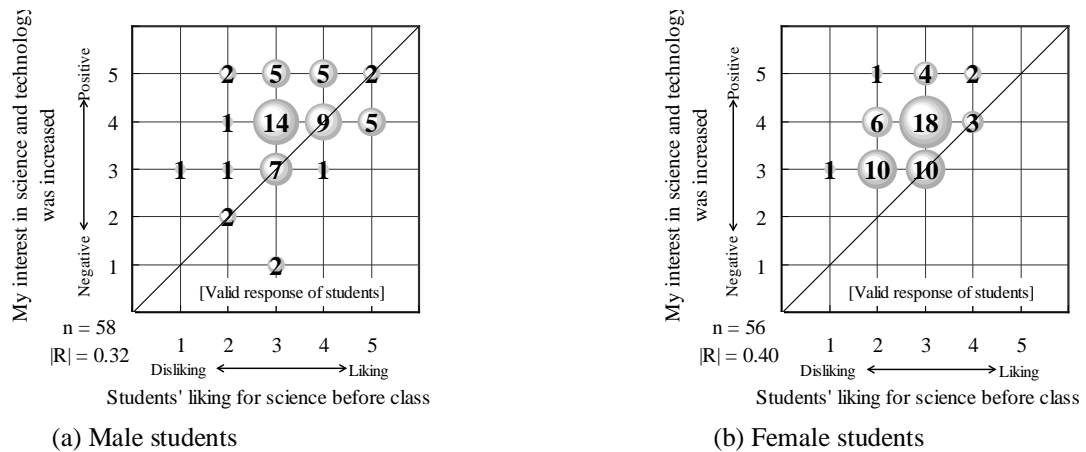 My interest in science and technology
was increased
Negative
Positive
5
4
3
2
1
2
5
5
2
1
14
9
5
1
1
7
1
2
2
[Valid response of students]
n = 58
|R| = 0.32
1
2
3
4
5
Disliking
Liking
Students' liking for science before class
(a) Male students
My interest in science and technology
was increased
Negative
Positive
5
4
3
2
1
1
4
2
6
18
3
1
10
10
[Valid response of students]
n = 56
|R| = 0.40
1
2
3
4
5
Disliking
Liking
Students' liking for science before class
(b) Female students